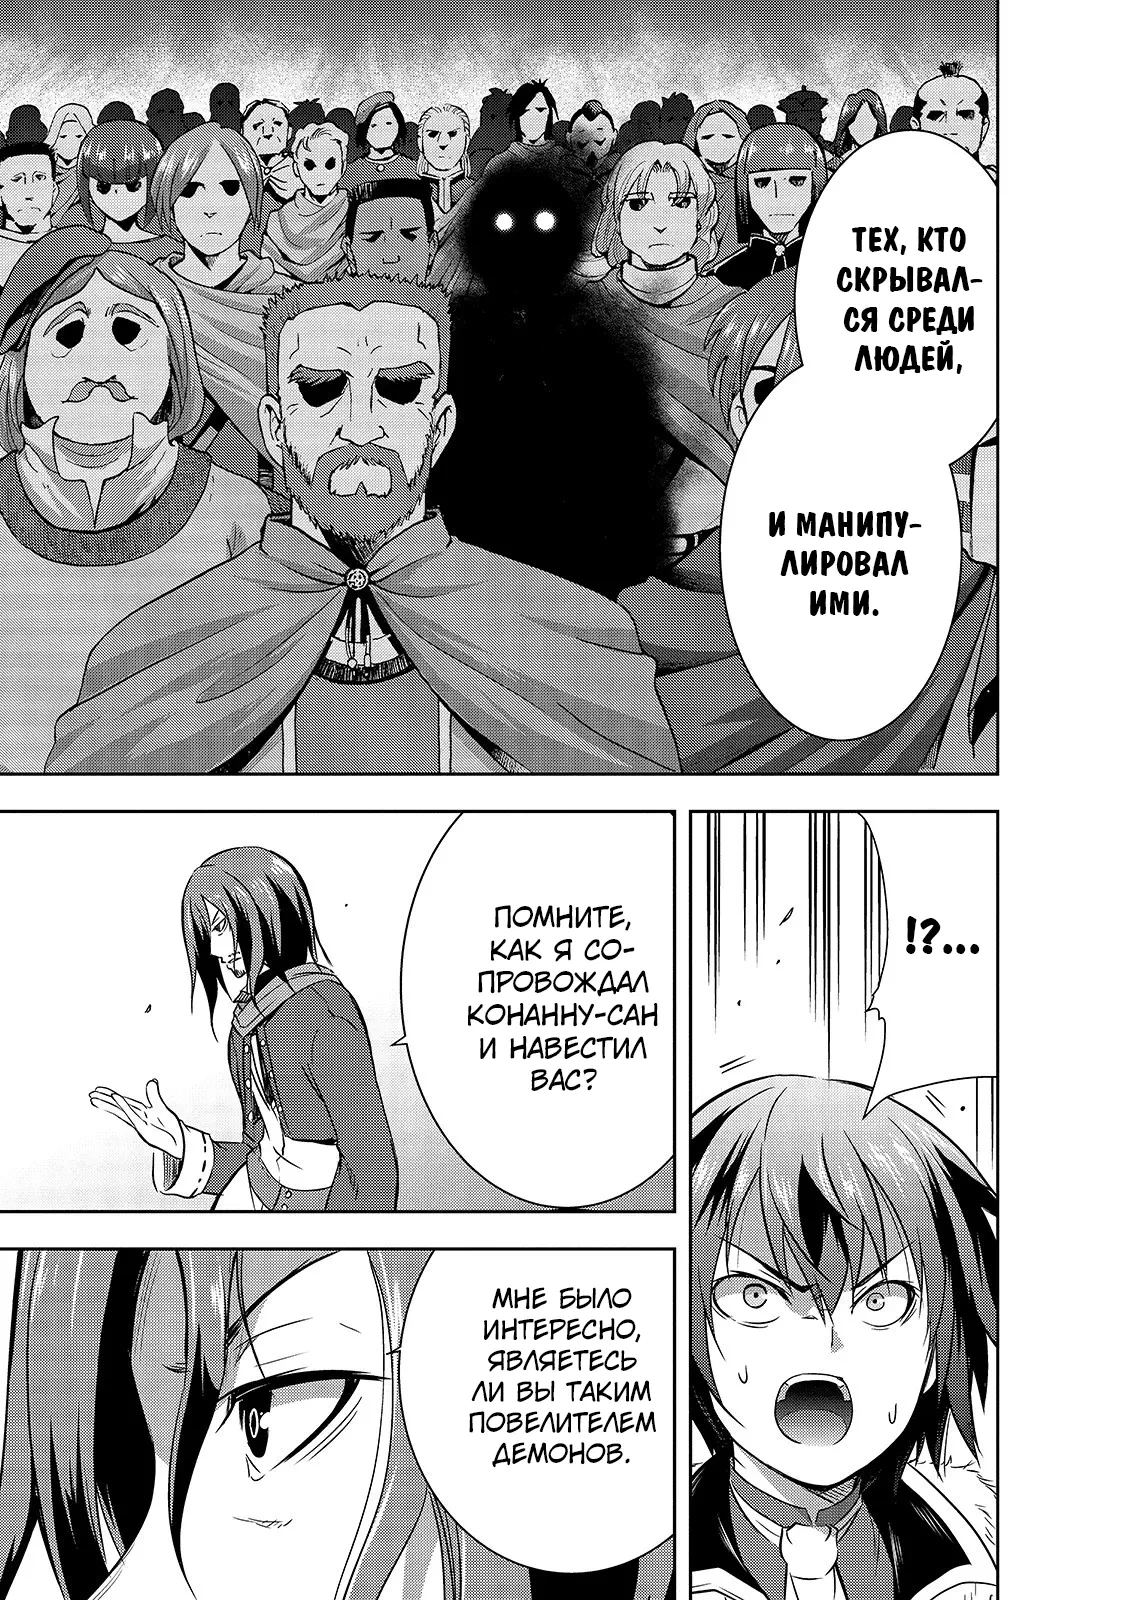 ТЕХ, КТО
СКРЫВАЛ-
СЯ СРЕДИ
ЛЮДЕЙ,
И МАНИПУ-
ЛИРОВАЛ
ИМИ.
!?...
ПОМНИТЕ,
КАК Я СО-
ПРОВОЖДАЛ
КОНАННУ-САН
И НАВЕСТИЛ
ВАС?
МНЕ БЫЛО
ИНТЕРЕСНО,
ЯВЛЯЕТЕСЬ
ЛИ ВЫ ТАКИМ
ПОВЕЛИТЕЛЕМ
ДЕМОНОВ.